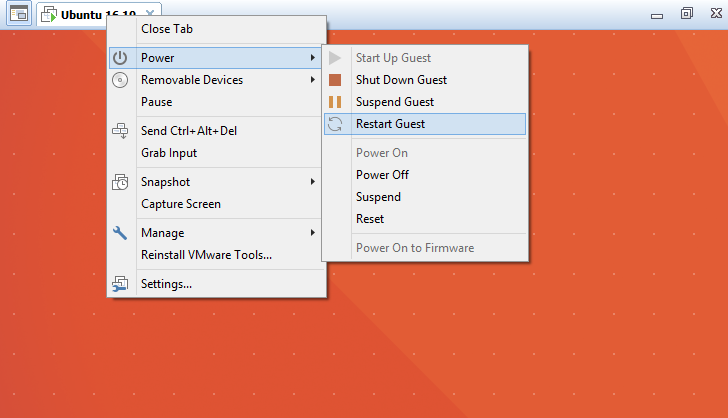 Ubuntu 16.10
Close Tab
Power
Removable Devices
Pause
Send Ctrl+Alt+Del
Grab Input
Snapshot
Capture Screen
Manage
Reinstall VMware Tools...
Settings...
Start Up Guest
Shut Down Guest
Suspend Guest
Restart Guest
Power On
Power Off
Suspend
Reset
Power On to Firmware